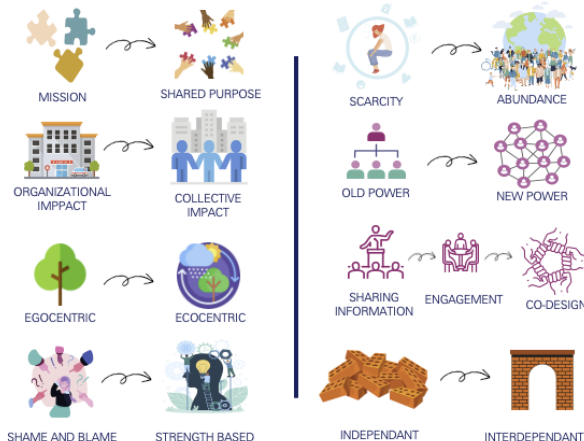 MISSION
SHARED PURPOSE
ORGANIZATIONAL
IMPPACT
COLLECTIVE
IMPACT
EGOCENTRIC
ECOCENTRIC
SHAME AND BLAME
STRENGTH BASED
SCARCITY
ABUNDANCE
OLD POWER
NEW POWER
SHARING
INFORMATION
ENGAGEMENT
CO-DESIGN
INDEPENDANT
INTERDEPENDANT